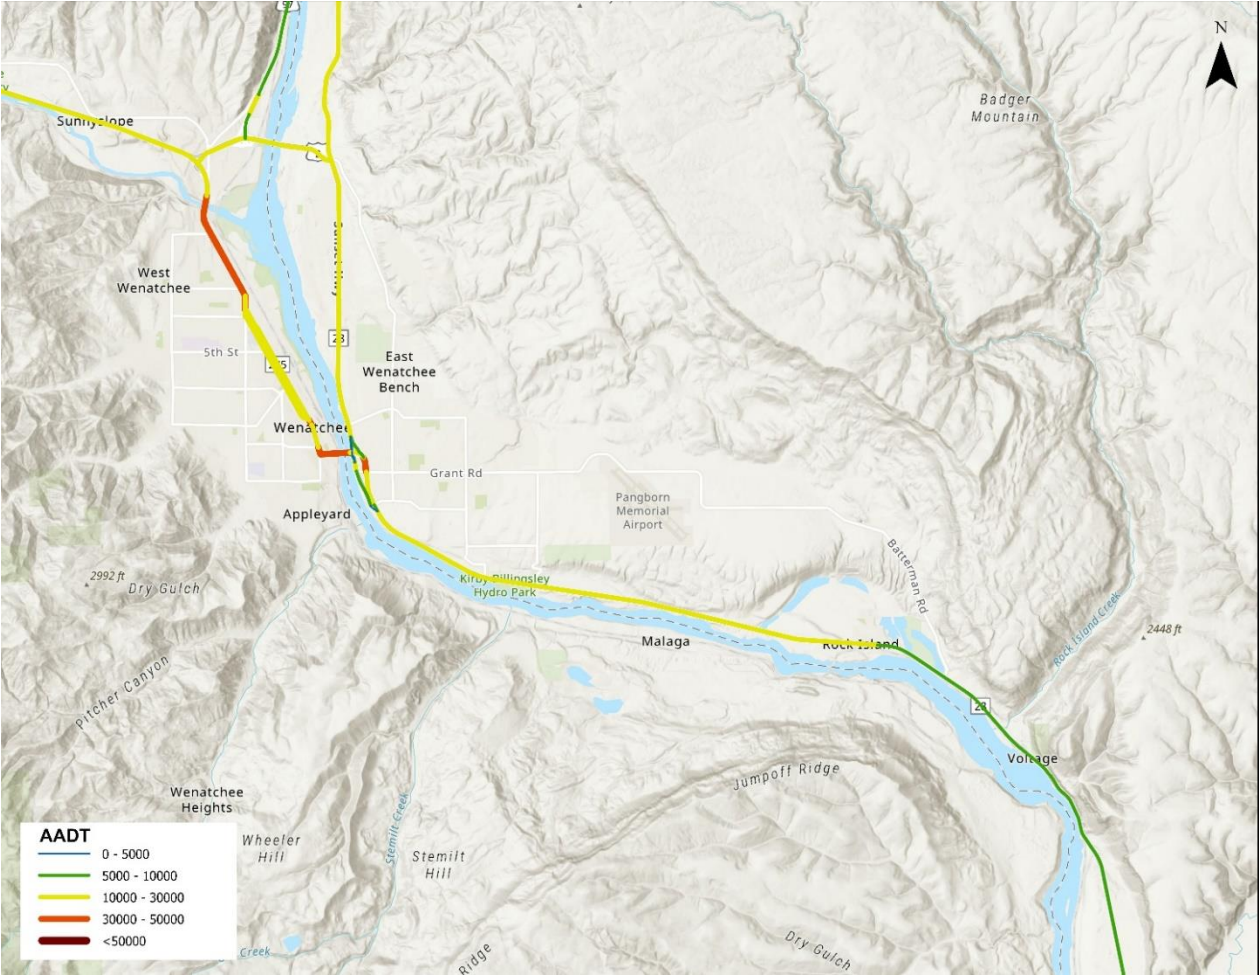 97
N
Badger
Mountain
Sunnyslope
2
West
Wenatchee
28
5th St
East
Wenatchee
Bench
Wenatchee
Grant Rd
Pangborn
Memorial
Airport
Appleyard
Batterman Rd
2992 ft
Dry Gulch
Kirby Billingsley
Hydro Park
Malaga
Rock Island
Rock Island Creek
2448 ft
Pitcher Canyon
28
Voltage
Jumpoff Ridge
Wenatchee
Heights
Stemilt Creek
Wheeler
Hill
Stemilt
Hill
AADT
0 - 5000
5000 - 10000
10000 - 30000
30000 - 50000
<50000
Creek
Ridge
Dry Gulch